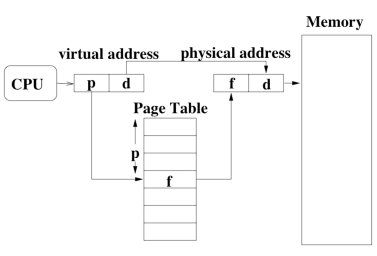 Memory
virtual address
physical address
CPU
p
d
f
d
Page Table
p
f